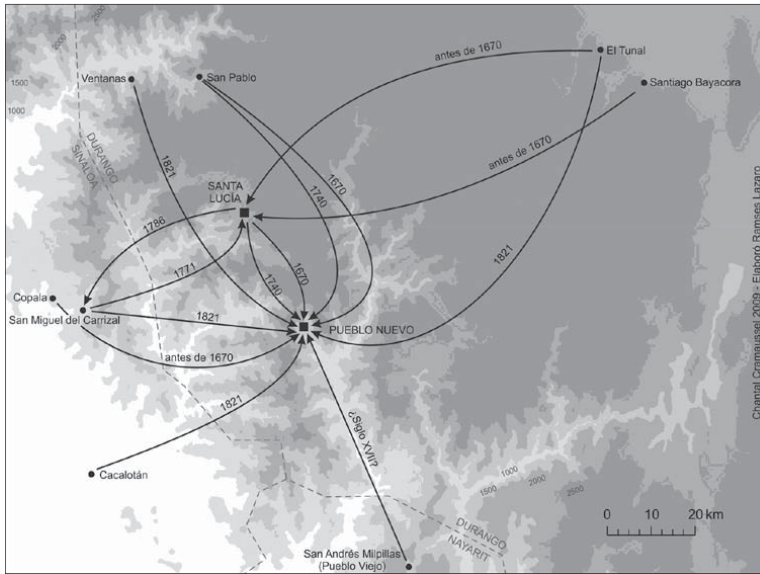 2500
2000
1500
1000
Ventanas
San Pablo
antes de 1670
El Tunal
Santiago Bayacora
DURANGO
SINALOA
1821
antes de 1670
SANTA
LUCÍA
1740
1670
1786
1771
1740
1670
1821
Copala
San Miguel del Carrizal
1821
PUEBLO NUEVO
antes de 1670
1821
¿Siglo XVII?
Cacalotán
1000
1500
2000
2500
DURANGO
NAYARIT
0 10 20 km
San Andrés Milpillas
(Pueblo Viejo)
Chantal Cramaussel 2009 - Elaboró Ramses Lazaro